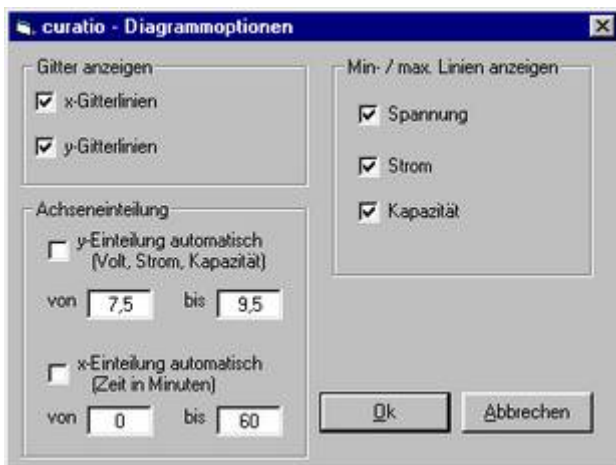 curatio - Diagrammoptionen
Gitter anzeigen
x-Gitterlinien
y-Gitterlinien
Achseneinteilung
y-Einteilung automatisch
(Volt, Strom, Kapazität)
von 7,5 bis 9,5
x-Einteilung automatisch
(Zeit in Minuten)
von 0 bis 60
Min- / max. Linien anzeigen
Spannung
Strom
Kapazität
Ok Abbrechen